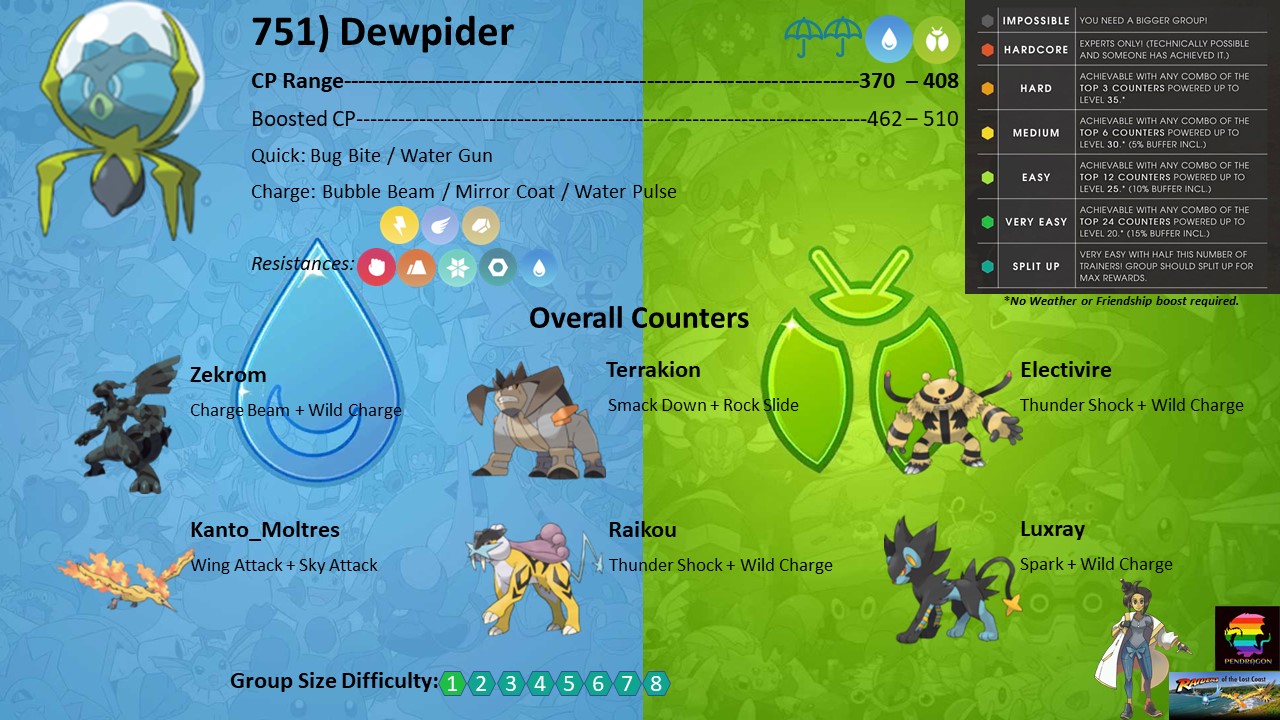 751) Dewpider
CP Range--------------------------------------------------------------------------370 – 408
Boosted CP-------------------------------------------------------------------------462 – 510
Quick: Bug Bite / Water Gun
Charge: Bubble Beam / Mirror Coat / Water Pulse
Resistances:
IMPOSSIBLE YOU NEED A BIGGER GROUP!
HARDCORE EXPERTS ONLY! (TECHNICALLY POSSIBLE
AND SOMEONE HAS ACHIEVED IT.)
HARD ACHIEVABLE WITH ANY COMBO OF THE
TOP 3 COUNTERS POWERED UP TO
LEVEL 35.*
MEDIUM ACHIEVABLE WITH ANY COMBO OF THE
TOP 6 COUNTERS POWERED UP TO
LEVEL 30.* (5% BUFFER INCL.)
EASY ACHIEVABLE WITH ANY COMBO OF THE
TOP 12 COUNTERS POWERED UP TO
LEVEL 25.* (10% BUFFER INCL.)
VERY EASY ACHIEVABLE WITH ANY COMBO OF THE
TOP 24 COUNTERS POWERED UP TO
LEVEL 20.* (15% BUFFER INCL.)
SPLIT UP VERY EASY WITH HALF THIS NUMBER OF
TRAINERS! GROUP SHOULD SPLIT UP FOR
MAX REWARDS.
*No Weather or Friendship boost required.
Overall Counters
Zekrom
Charge Beam + Wild Charge
Terrakion
Smack Down + Rock Slide
Electivire
Thunder Shock + Wild Charge
Kanto_Moltres
Wing Attack + Sky Attack
Raikou
Thunder Shock + Wild Charge
Luxray
Spark + Wild Charge
Group Size Difficulty: 1 2 3 4 5 6 7 8
PENDRAGON
RAIDERS of the Lost Coast